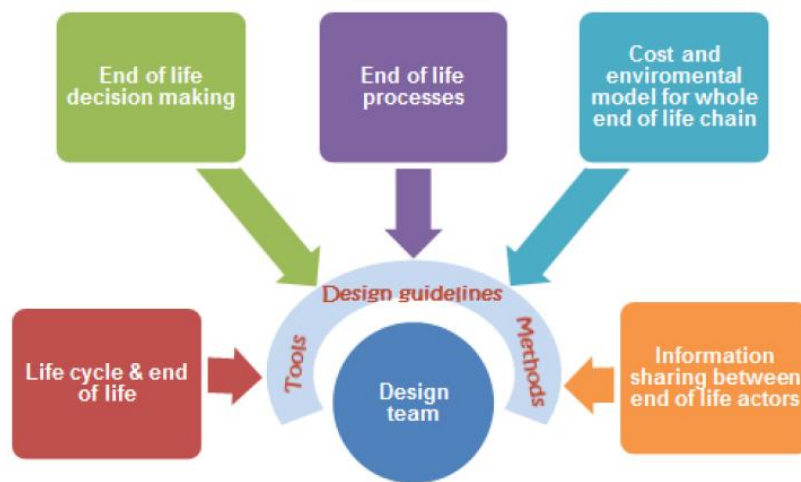 End of life
decision making
End of life
processes
Cost and
enviromental
model for whole
end of life chain
Design guidelines
Tools
Methods
Life cycle & end
of life
Design
team
Information
sharing between
end of life actors